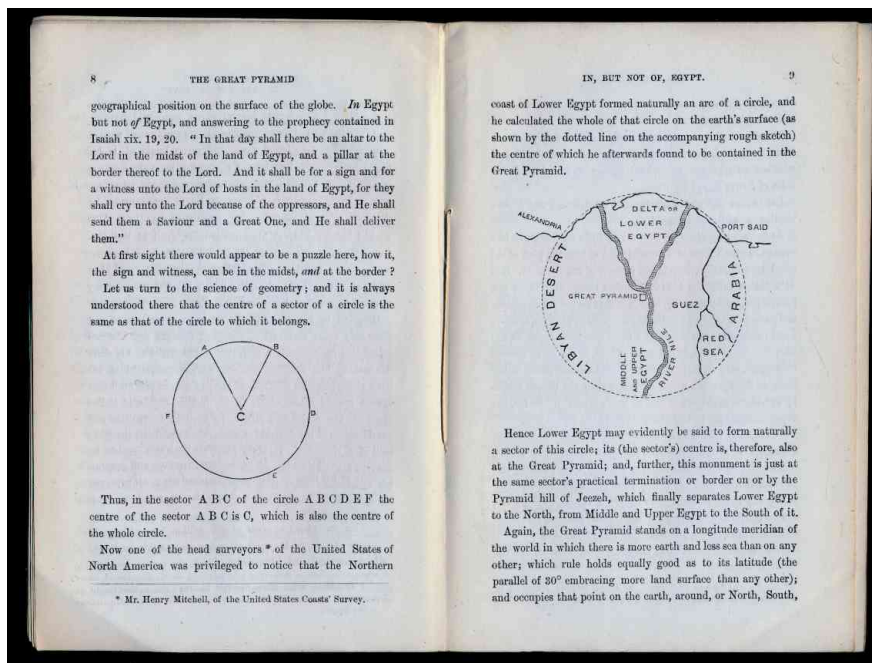 8 THE GREAT PYRAMID
geographical position on the surface of the globe. In Egypt
but not of Egypt, and answering to the prophecy contained in
Isaiah xix. 19, 20. “ In that day shall there be an altar to the
Lord in the midst of the land of Egypt, and a pillar at the
border thereof to the Lord. And it shall be for a sign and for
a witness unto the Lord of hosts in the land of Egypt, for they
shall cry unto the Lord because of the oppressors, and He shall
send them a Saviour and a Great One, and He shall deliver
them.”
At first sight there would appear to be a puzzle here, how it,
the sign and witness, can be in the midst, and at the border ?
Let us turn to the science of geometry; and it is always
understood there that the centre of a sector of a circle is the
same as that of the circle to which it belongs.
A B
F C D
E
Thus, in the sector A B C of the circle A B C D E F the
centre of the sector A B C is C, which is also the centre of
the whole circle.
Now one of the head surveyors * of the United States of
North America was privileged to notice that the Northern
* Mr. Henry Mitchell, of the United States Coasts' Survey.
IN, BUT NOT OF, EGYPT. 9
coast of Lower Egypt formed naturally an arc of a circle, and
he calculated the whole of that circle on the earth's surface (as
shown by the dotted line on the accompanying rough sketch)
the centre of which he afterwards found to be contained in the
Great Pyramid.
ALEXANDRIA
DELTA OR
LOWER
EGYPT
PORT SAID
LIBYAN DESERT
GREAT PYRAMID
SUEZ
ARABIA
RED
SEA
MIDDLE
AND UPPER
EGYPT
RIVER NILE
Hence Lower Egypt may evidently be said to form naturally
a sector of this circle; its (the sector's) centre is, therefore, also
at the Great Pyramid; and, further, this monument is just at
the same sector's practical termination or border on or by the
Pyramid hill of Jeezeh, which finally separates Lower Egypt
to the North, from Middle and Upper Egypt to the South of it.
Again, the Great Pyramid stands on a longitude meridian of
the world in which there is more earth and less sea than on any
other; which rule holds equally good as to its latitude (the
parallel of 30° embracing more land surface than any other);
and occupies that point on the earth, around, or North, South,